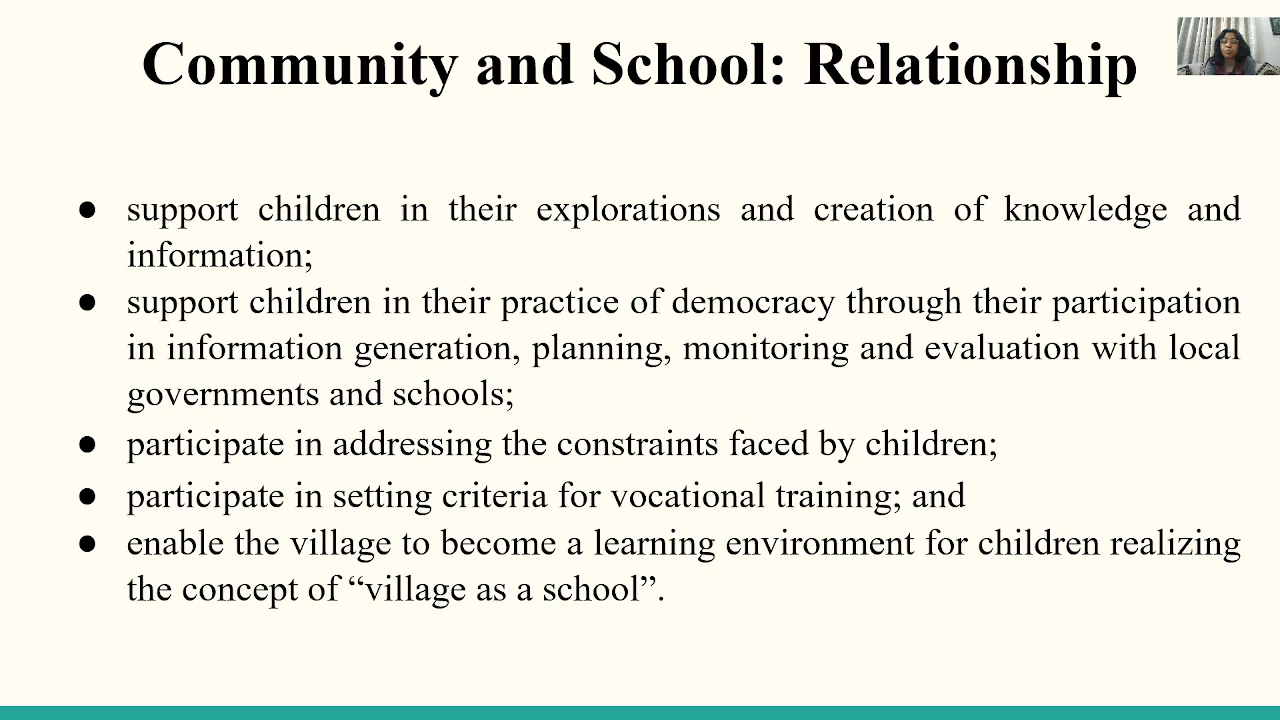 Community and School: Relationship
● support children in their explorations and creation of knowledge and
information;
● support children in their practice of democracy through their participation
in information generation, planning, monitoring and evaluation with local
governments and schools;
● participate in addressing the constraints faced by children;
● participate in setting criteria for vocational training; and
● enable the village to become a learning environment for children realizing
the concept of “village as a school”.